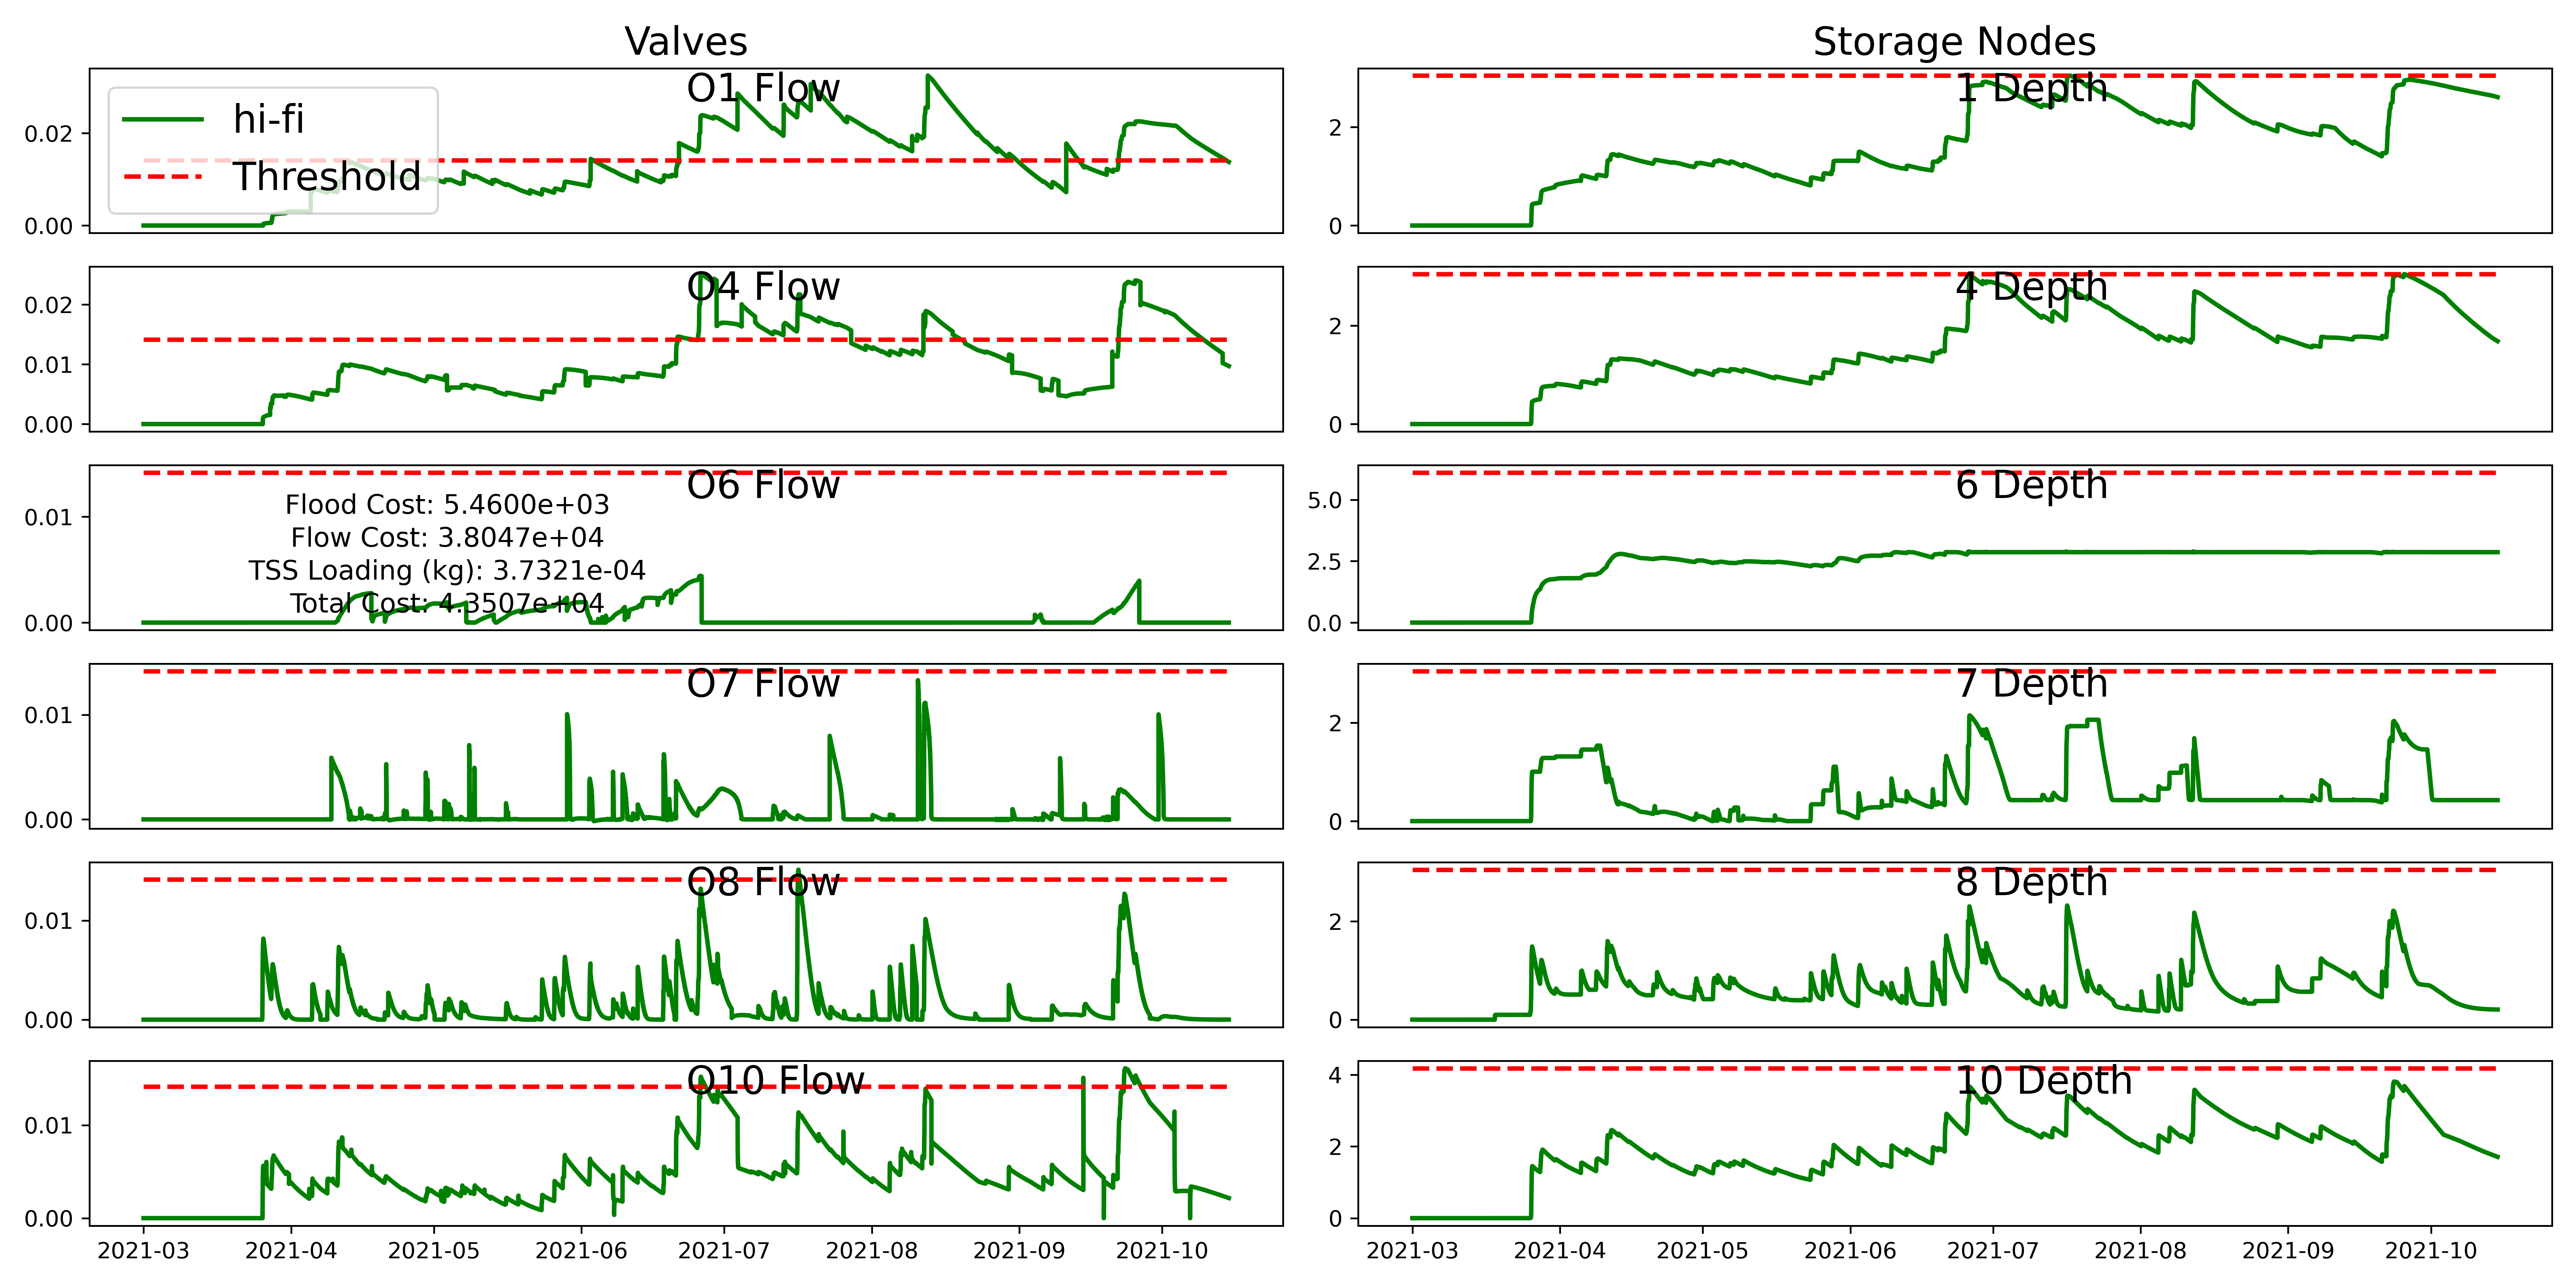 Valves
Storage Nodes
O1 Flow
hi-fi
Threshold
0.02
0.00
1 Depth
2
0
O4 Flow
0.02
0.01
0.00
4 Depth
2
0
O6 Flow
Flood Cost: 5.4600e+03
Flow Cost: 3.8047e+04
TSS Loading (kg): 3.7321e-04
Total Cost: 4.3507e+04
0.01
0.00
6 Depth
5.0
2.5
0.0
O7 Flow
0.01
0.00
7 Depth
2
0
O8 Flow
0.01
0.00
8 Depth
2
0
O10 Flow
0.01
0.00
2021-03 2021-04 2021-05 2021-06 2021-07 2021-08 2021-09 2021-10
10 Depth
4
2
0
2021-03 2021-04 2021-05 2021-06 2021-07 2021-08 2021-09 2021-10